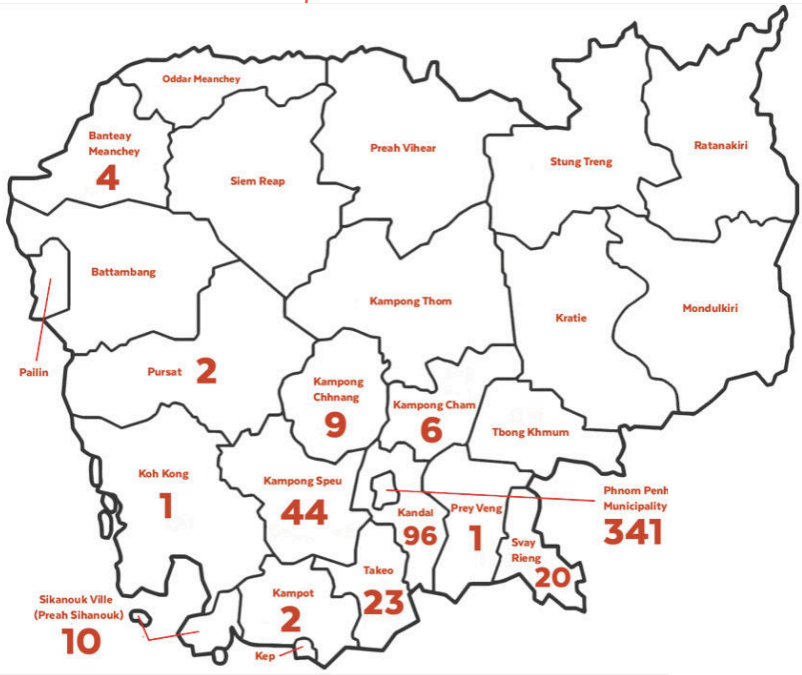 Oddar Meanchey
Banteay
Meanchey
4
Siem Reap
Preah Vihear
Stung Treng
Ratanakiri
Battambang
Kampong Thom
Kratie
Mondulkiri
Pailin
Pursat 2
Kampong
Chhnang
9
Kampong Cham
6
Tbong Khmum
Koh Kong
1
Kampong Speu
44
Kandal
96
Prey Veng
1
Phnom Penh
Municipality
341
Svay
Rieng
20
Takeo
23
Kampot
2
Sikanouk Ville
(Preah Sihanouk)
10
Kep